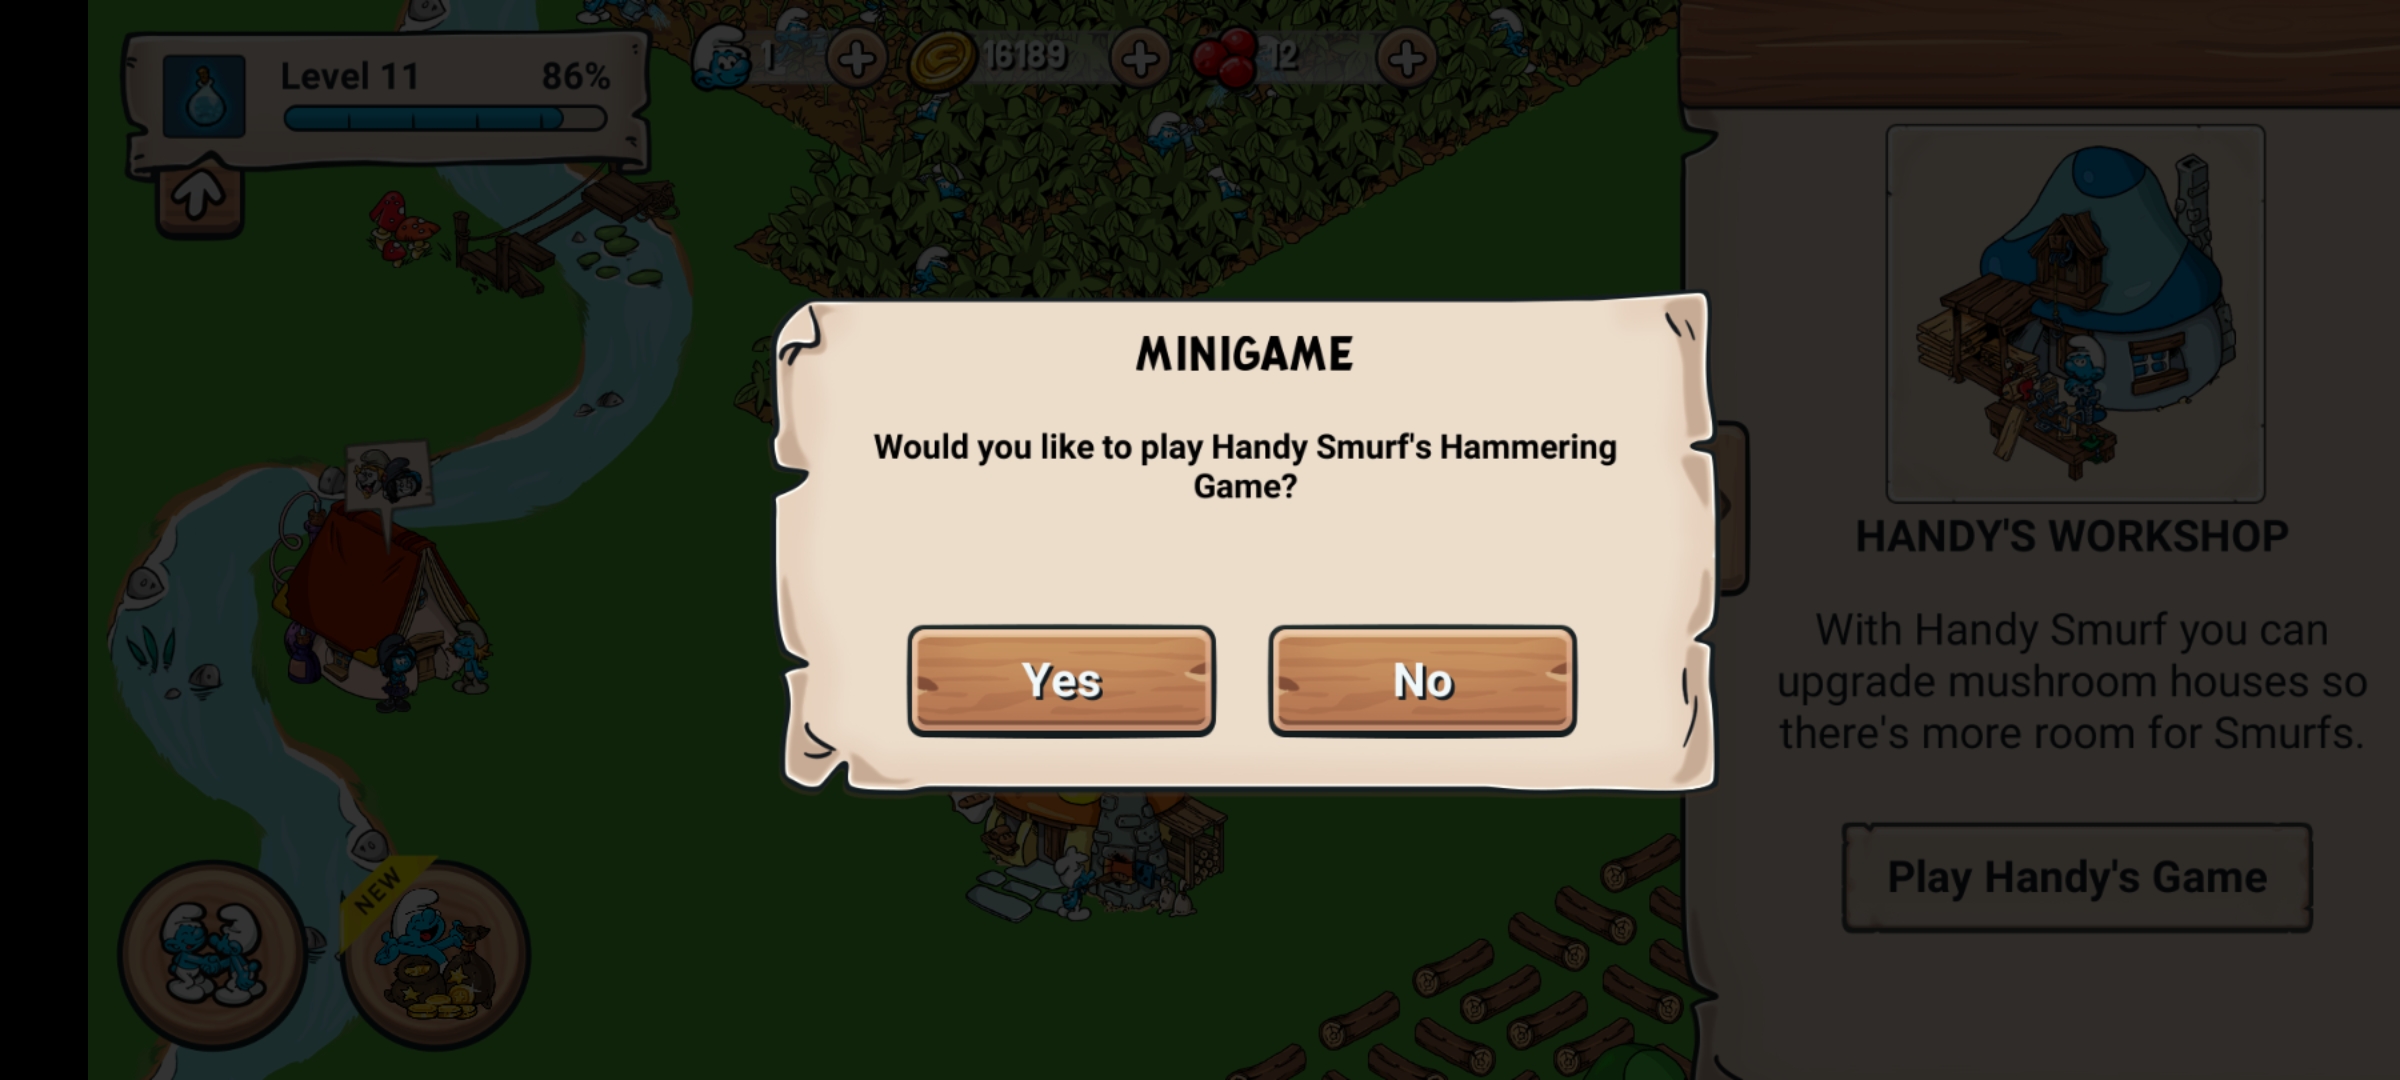 Level 11
86%
1
16189
12
MINIGAME
Would you like to play Handy Smurf's Hammering
Game?
Yes
No
HANDY'S WORKSHOP
With Handy Smurf you can
upgrade mushroom houses so
there's more room for Smurfs.
Play Handy's Game
NEW